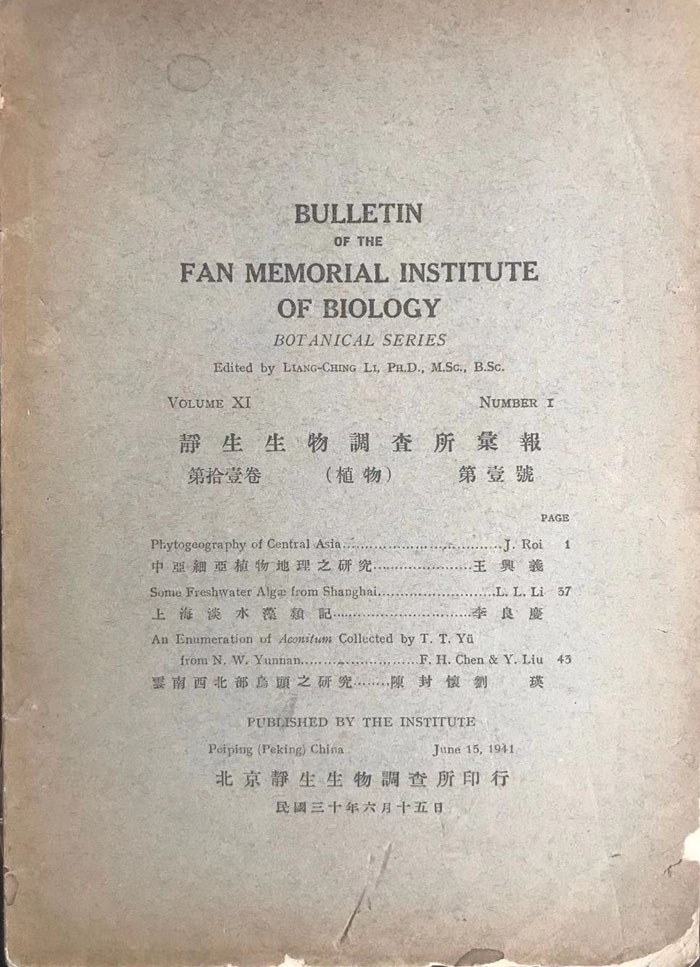 BULLETIN
OF THE
FAN MEMORIAL INSTITUTE
OF BIOLOGY
BOTANICAL SERIES
Edited by LIANG-CHING LI, PH.D., M.SC., B.SC.
VOLUME XI NUMBER 1
靜生生物調查所彙報
第拾壹卷 (植物) 第壹號
PAGE
Phytogeography of Central Asia........................................J. Roi 1
中亞細亞植物地理之研究..................王興義
Some Freshwater Algæ from Shanghai..........................L. L. Li 37
上海淡水藻類記............................李良慶
An Enumeration of Aconitum Collected by T. T. Yü
from N. W. Yunnan..........................F. H. Chen & Y. Liu 43
雲南西北部烏頭之研究........陳封懷劉瑛
PUBLISHED BY THE INSTITUTE
Peiping (Peking) China June 15, 1941
北京靜生生物調查所印行
民國三十年六月十五日